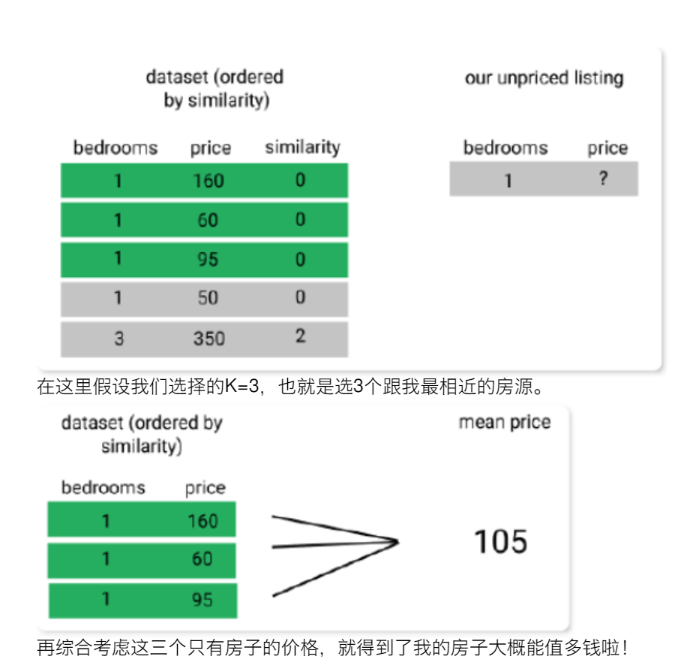 dataset (ordered
by similarity)
our unpriced listing
bedrooms price similarity
bedrooms price
1 160 0
1 ?
1 60 0
1 95 0
1 50 0
3 350 2
在这里假设我们选择的K=3，也就是选3个跟我最相近的房源。
dataset (ordered by
similarity)
mean price
bedrooms price
1 160
1 60
105
1 95
再综合考虑这三个只有房子的价格，就得到了我的房子大概能值多钱啦！